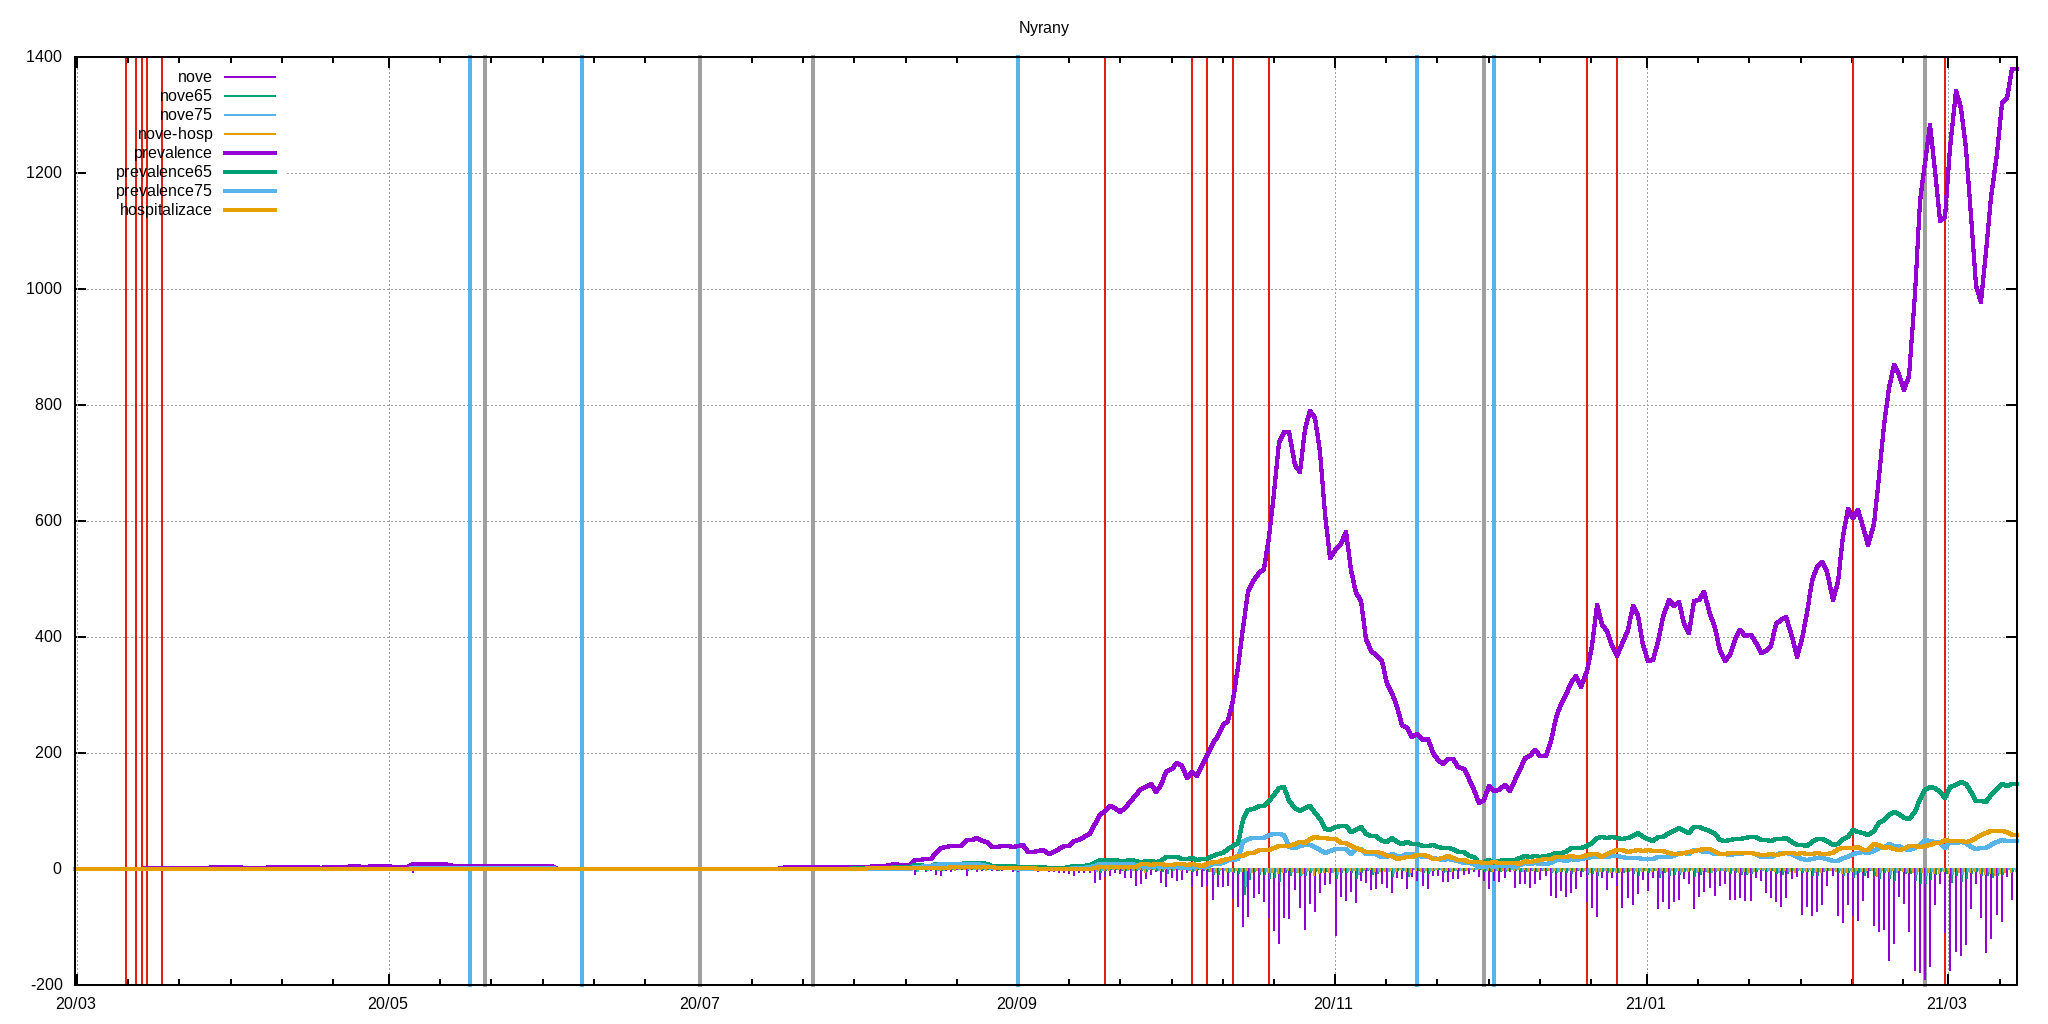 Nyrany
1400
1200
1000
800
600
400
200
0
-200
nove
nove65
nove75
nove-hosp
prevalence
prevalence65
prevalence75
hospitalizace
20/03 20/05 20/07 20/09 20/11 21/01 21/03